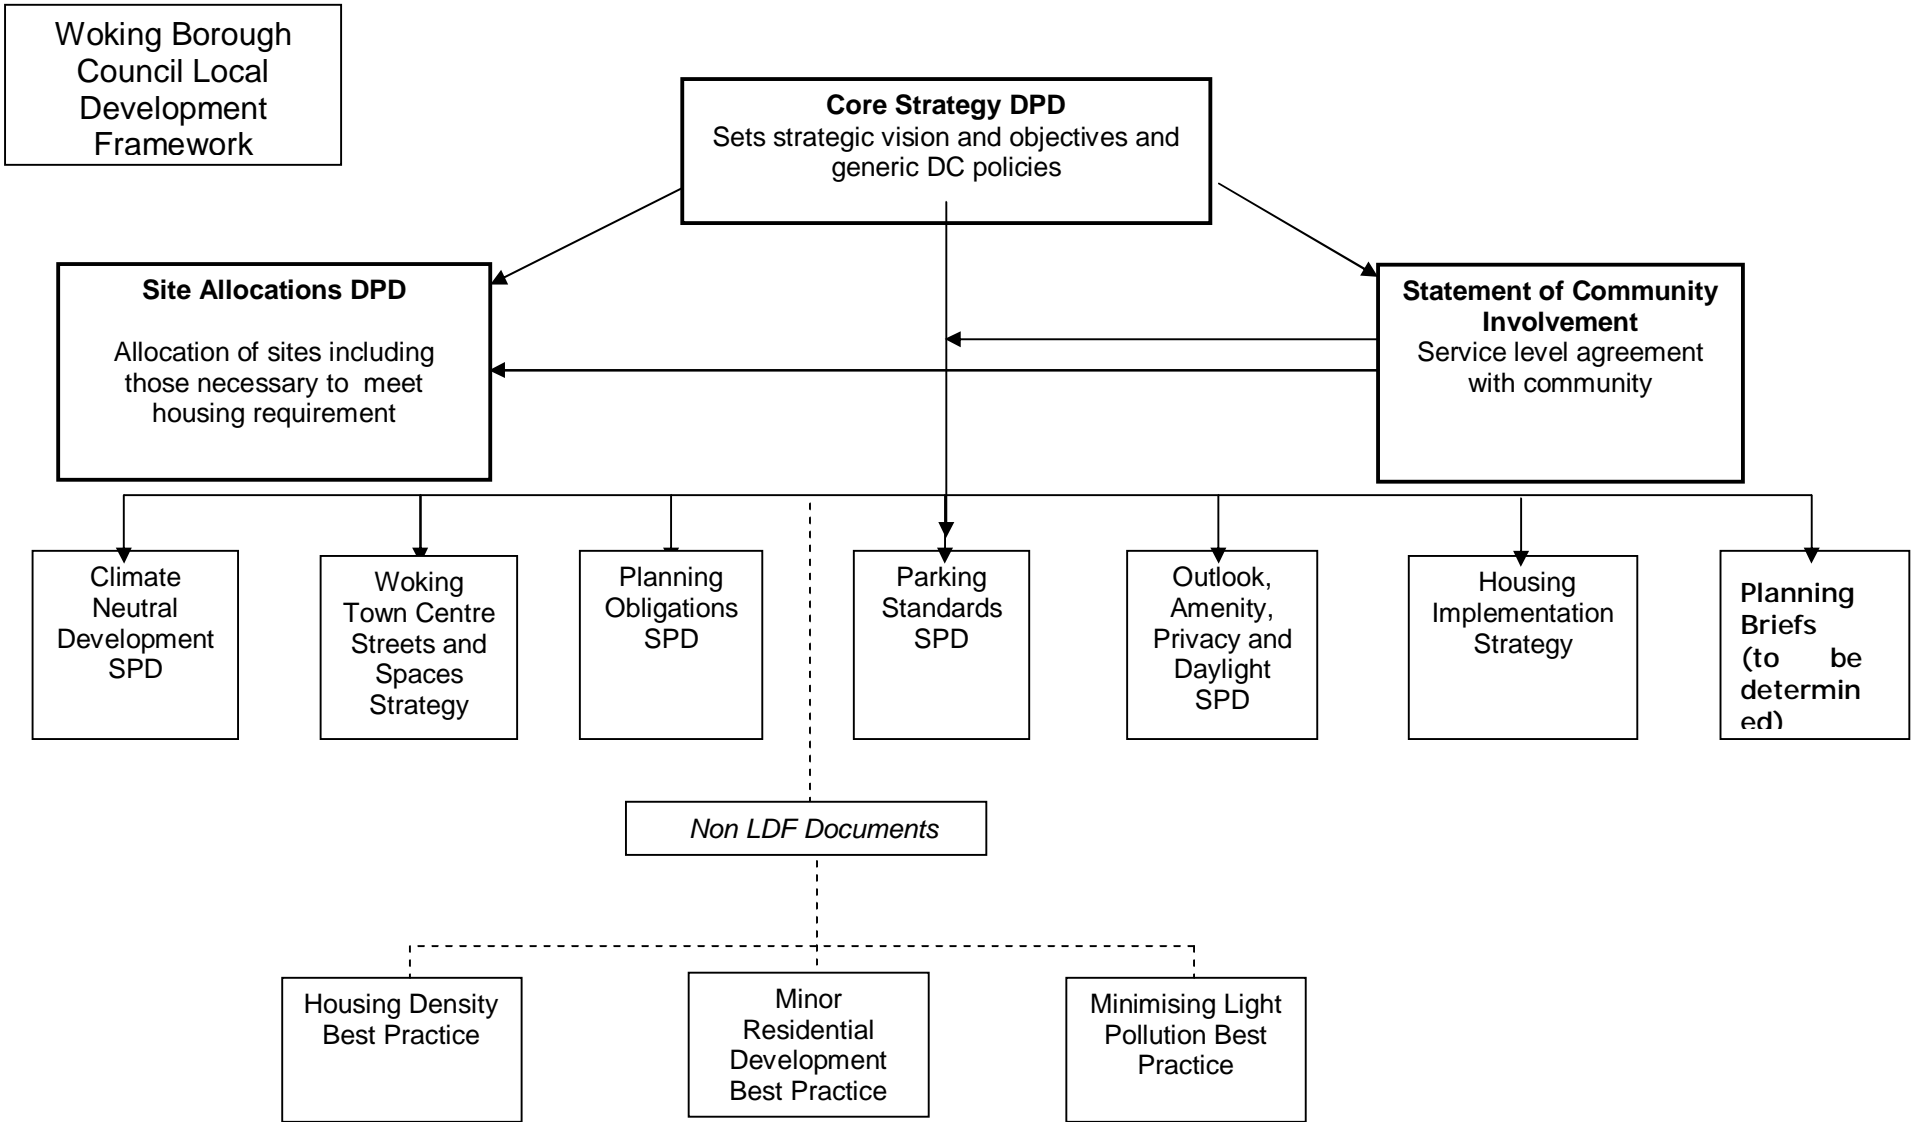 Woking Borough
Council Local
Development
Framework
Core Strategy DPD
Sets strategic vision and objectives and
generic DC policies
Site Allocations DPD
Allocation of sites including
those necessary to meet
housing requirement
Statement of Community
Involvement
Service level agreement
with community
Climate
Neutral
Development
SPD
Woking
Town Centre
Streets and
Spaces
Strategy
Planning
Obligations
SPD
Parking
Standards
SPD
Outlook,
Amenity,
Privacy and
Daylight
SPD
Housing
Implementation
Strategy
Planning
Briefs
(to be
determin
ed)
Non LDF Documents
Housing Density
Best Practice
Minor
Residential
Development
Best Practice
Minimising Light
Pollution Best
Practice